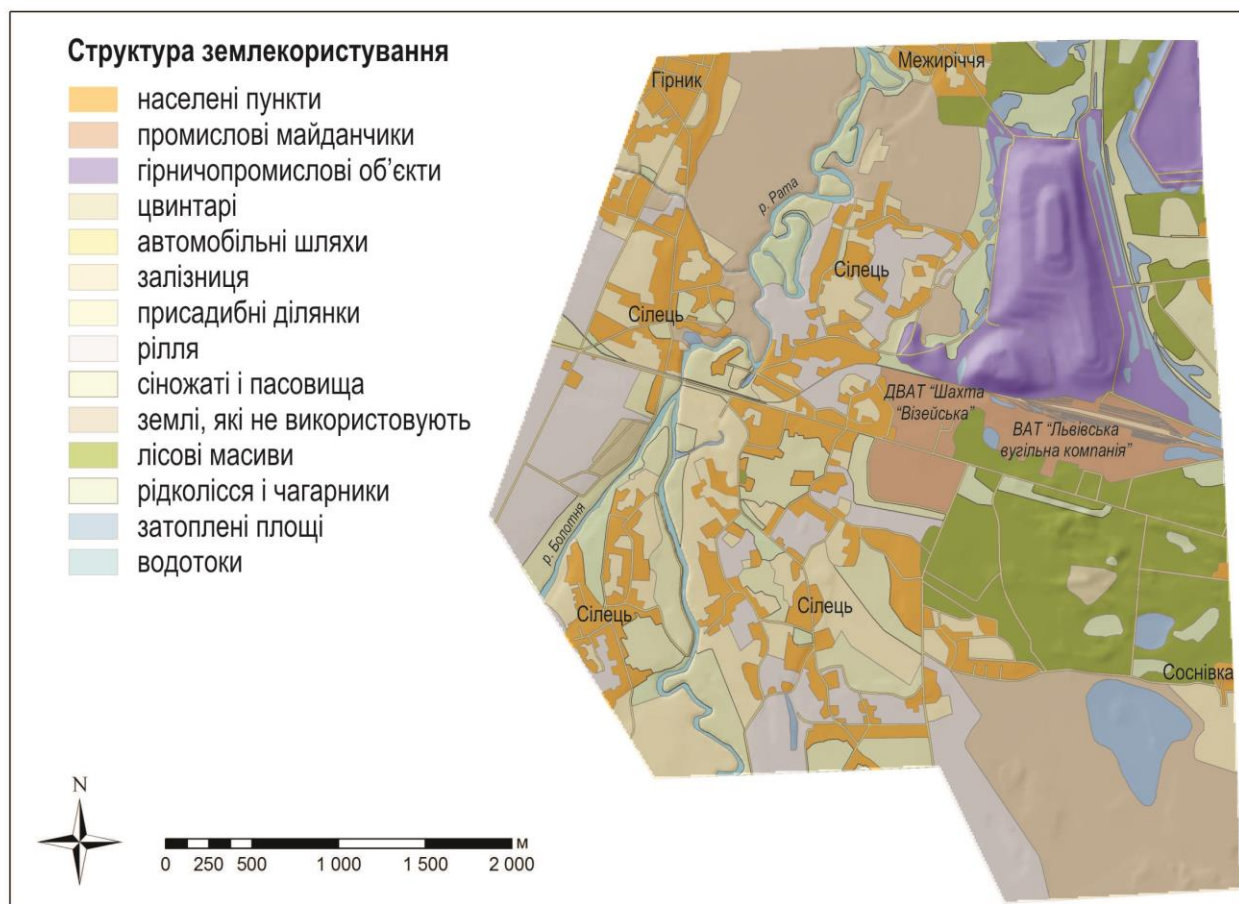 Структура землекористування
населені пункти
промислові майданчики
гірничопромислові об’єкти
цвинтарі
автомобільні шляхи
залізниця
присадибні ділянки
рілля
сіножаті і пасовища
землі, які не використовують
лісові масиви
рідколісся і чагарники
затоплені площі
водотоки
Гірник
Межиріччя
р. Рата
Сілець
Сілець
ДВАТ “Шахта
“Візейська”
ВАТ “Львівська
вугільна компанія”
р. Болотня
Сілець
Сілець
Соснівка
N
м
0 250 500 1 000 1 500 2 000